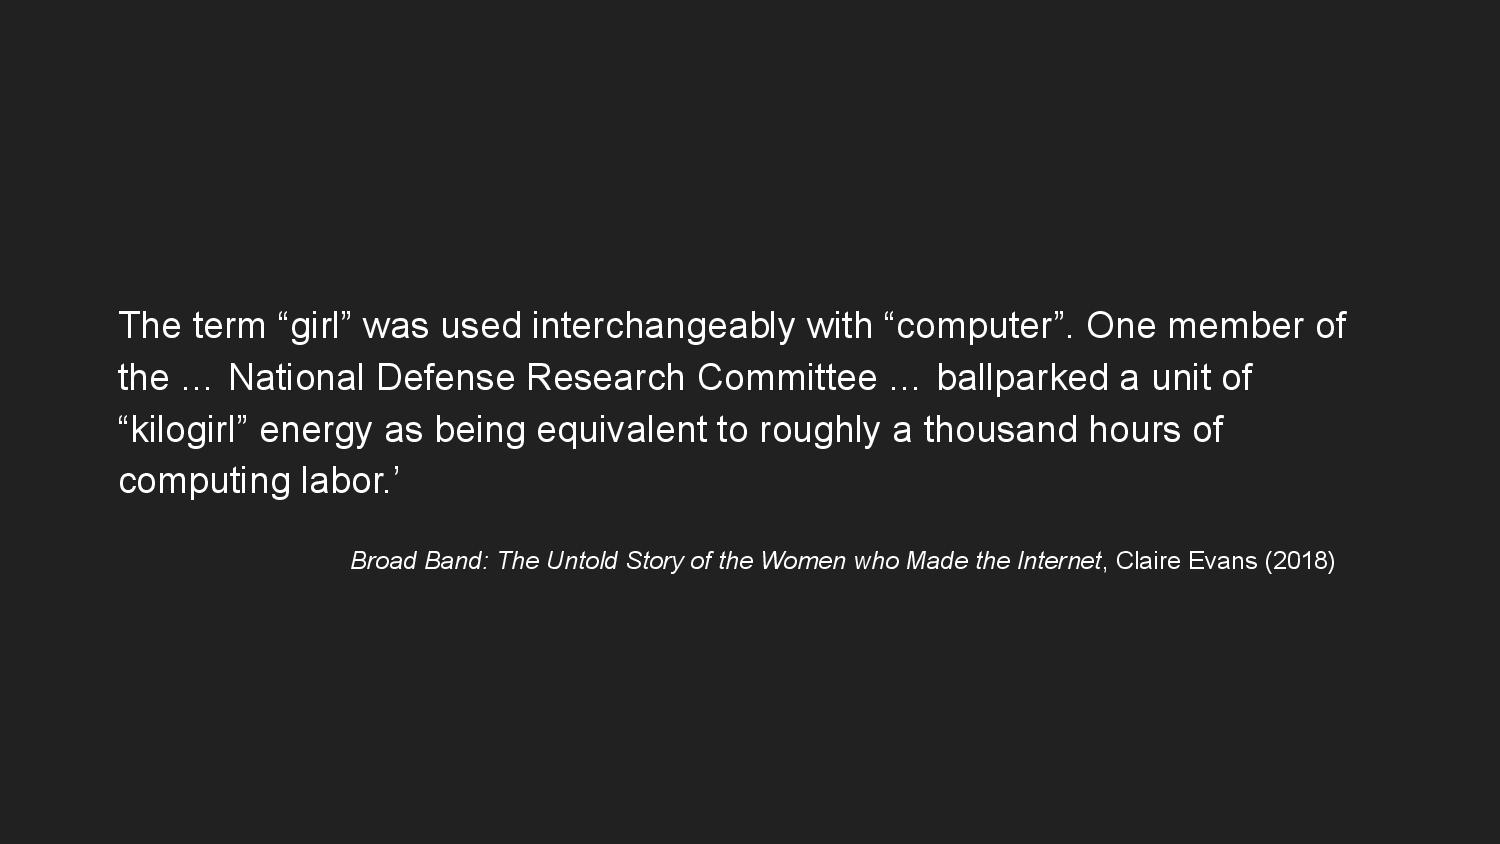 The term “girl” was used interchangeably with “computer”. One member of
the … National Defense Research Committee … ballparked a unit of
“kilogirl” energy as being equivalent to roughly a thousand hours of
computing labor.’
Broad Band: The Untold Story of the Women who Made the Internet, Claire Evans (2018)